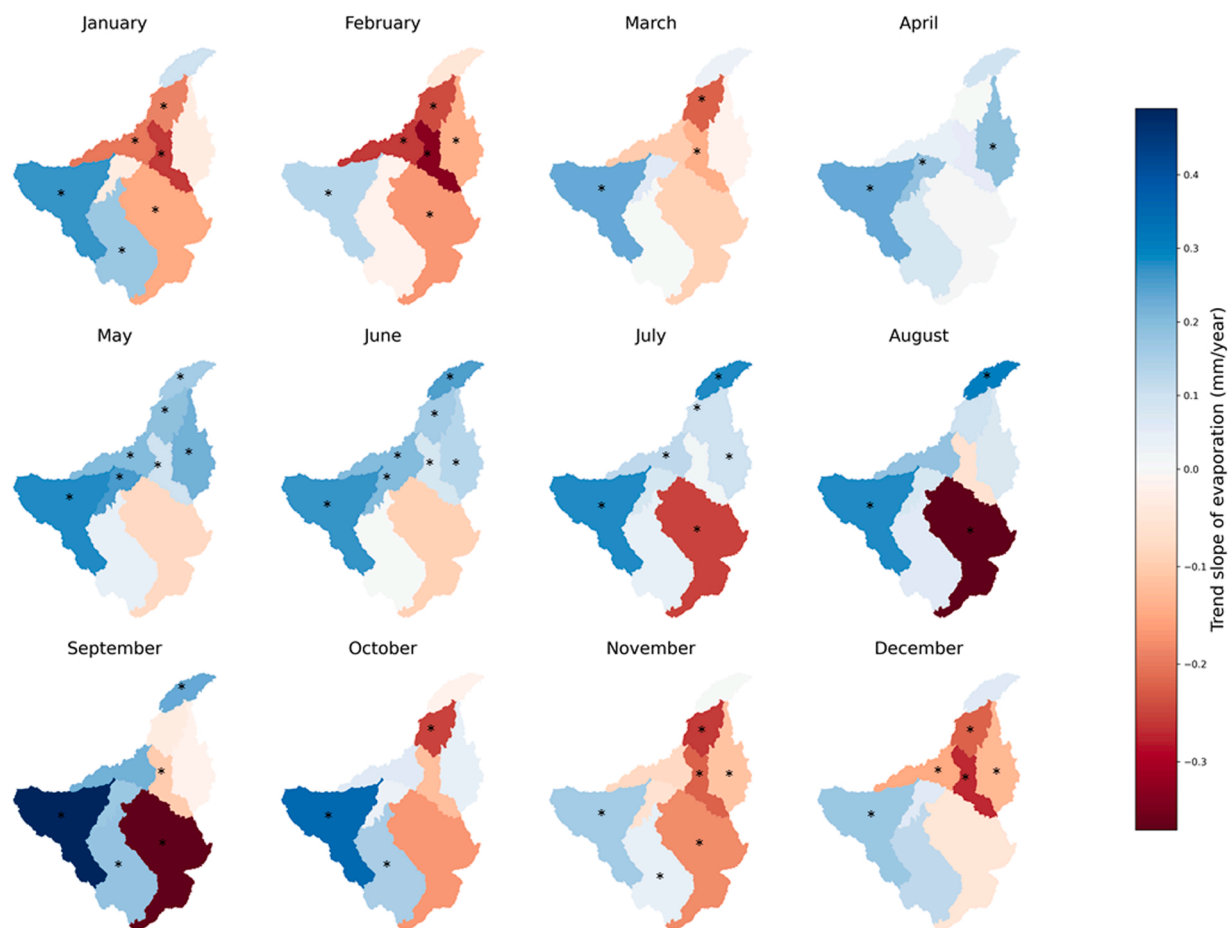 January
February
March
April
May
June
July
August
September
October
November
December
0.4
0.3
0.2
0.1
0.0
−0.1
−0.2
−0.3
Trend slope of evaporation (mm/year)